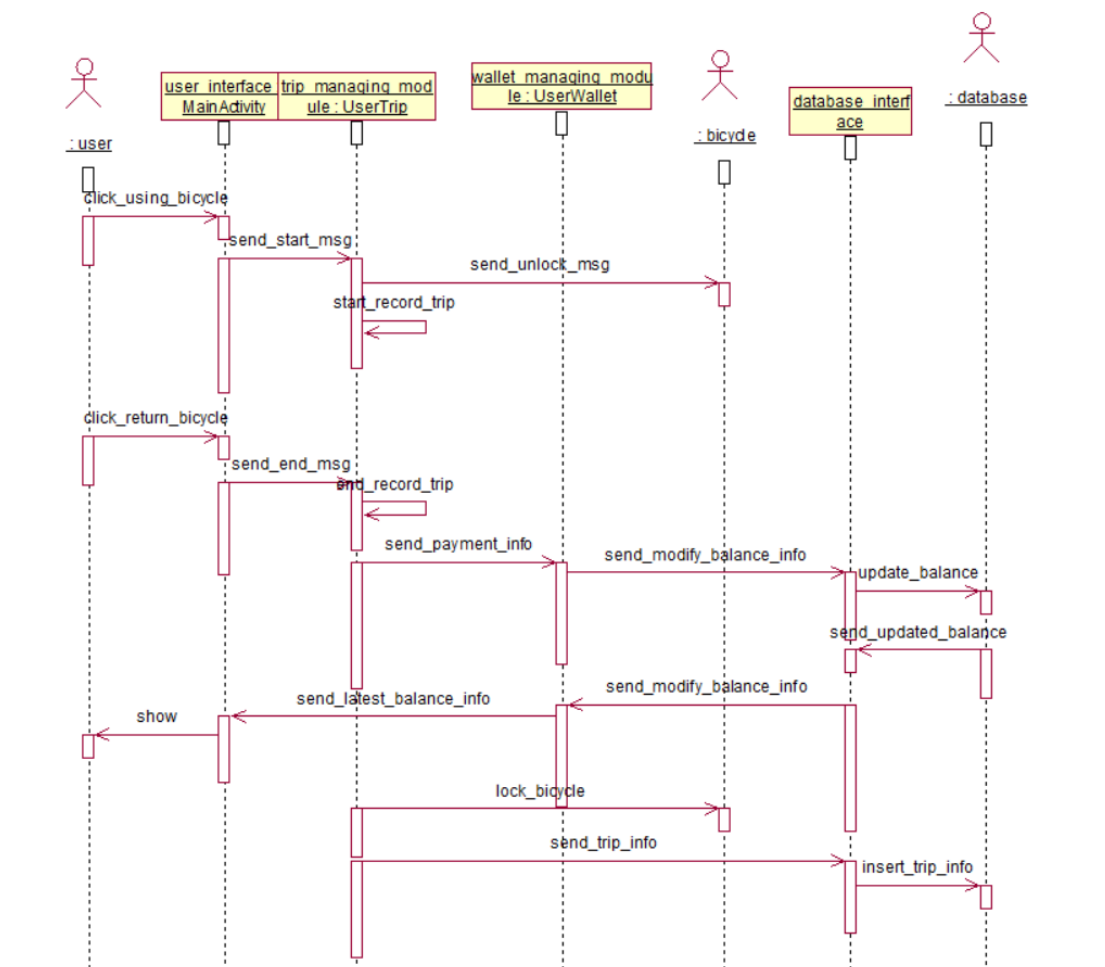 : user
user_interface
MainActivity
trip_managing_mod
ule : UserTrip
wallet_managing_modu
le : UserWallet
: bicycle
database_interf
ace
: database
click_using_bicycle
send_start_msg
send_unlock_msg
start_record_trip
click_return_bicycle
send_end_msg
end_record_trip
send_payment_info
send_modify_balance_info
update_balance
send_updated_balance
send_modify_balance_info
send_latest_balance_info
show
lock_bicycle
send_trip_info
insert_trip_info